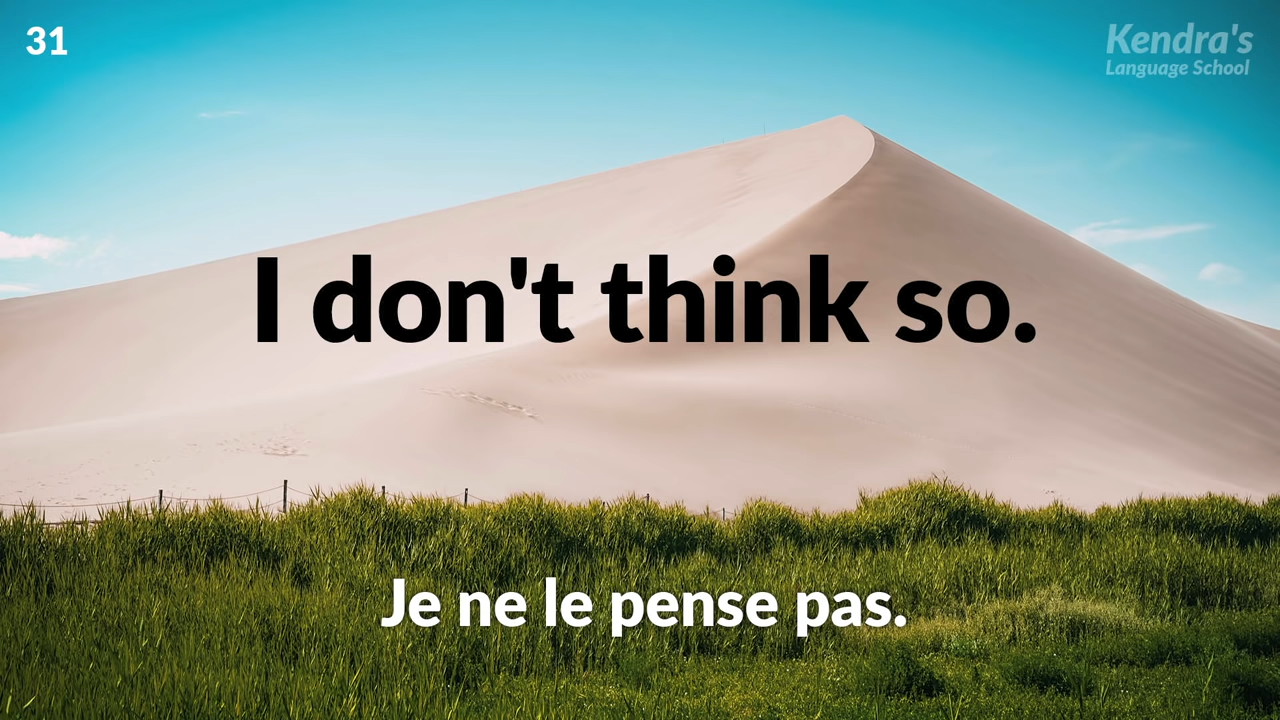 31
Kendra's
Language School
I don't think so.
Je ne le pense pas.